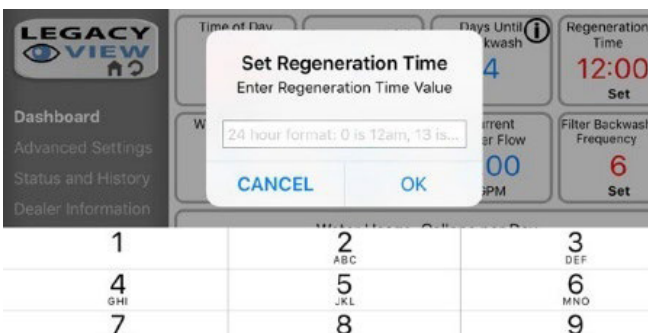 LEGACY
VIEW
Dashboard
Advanced Settings
Status and History
Dealer Information
Time of Day
Days Until
kwash
4
Regeneration
Time
12:00
Set
Set Regeneration Time
Enter Regeneration Time Value
24 hour format: 0 is 12am, 13 is...
CANCEL
OK
W
urrent
er Flow
00
GPM
Filter Backwash
Frequency
6
Set
1
2
ABC
3
DEF
4
GHI
5
JKL
6
MNO
7
8
9